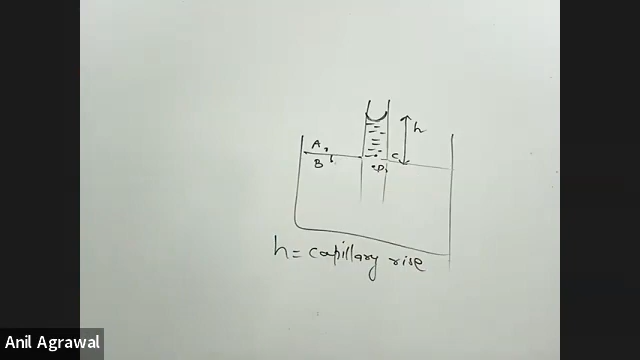 h
A
C
B
D
h = capillary rise
Anil Agrawal